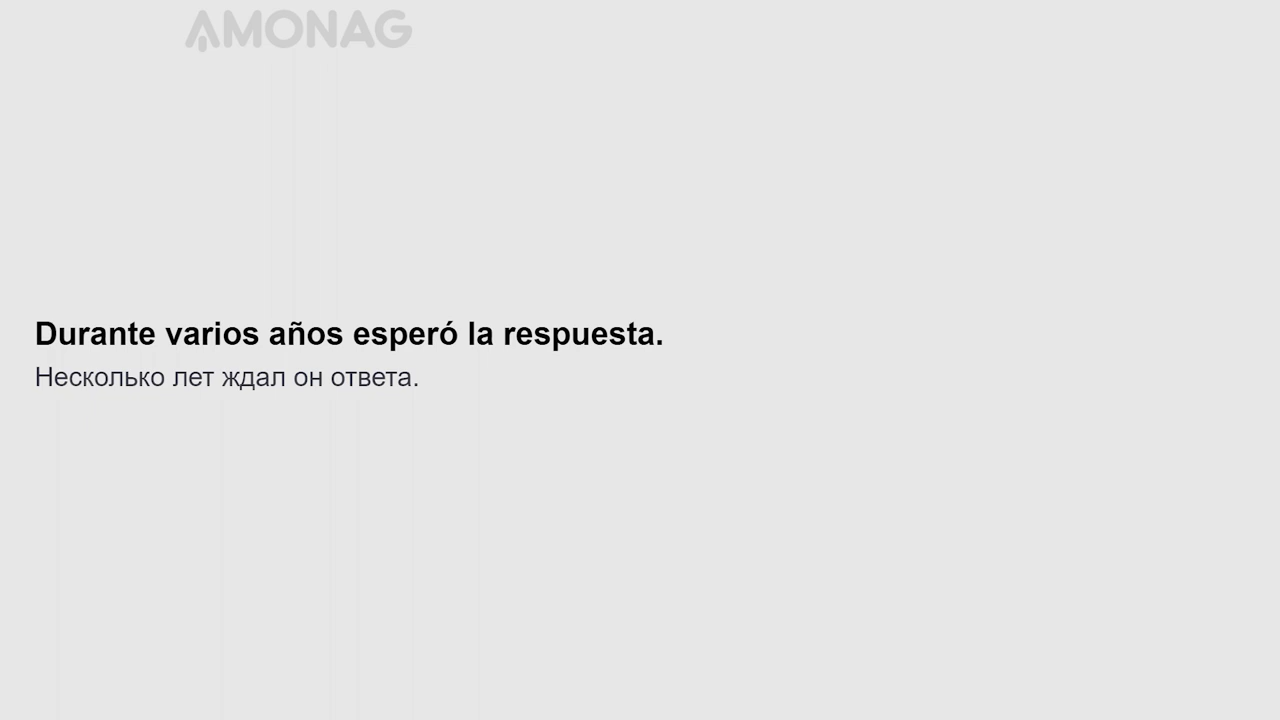 AMONAG
Durante varios años esperó la respuesta.
Несколько лет ждал он ответа.